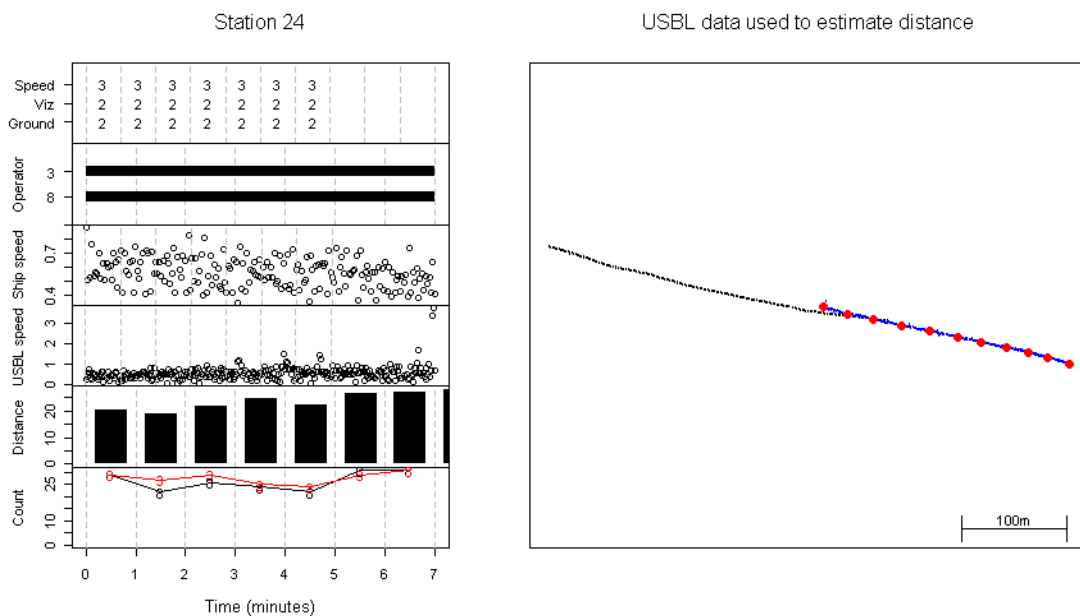 Station 24
USBL data used to estimate distance
Speed 3 3 3 3 3 3 3
Viz 2 2 2 2 2 2 2
Ground 2 2 2 2 2 2 2
Operator
3
8
Ship speed
0.7
0.4
USBL speed
3
2
1
0
Distance
20
10
0
Count
25
10
0
0 1 2 3 4 5 6 7
Time (minutes)
100m